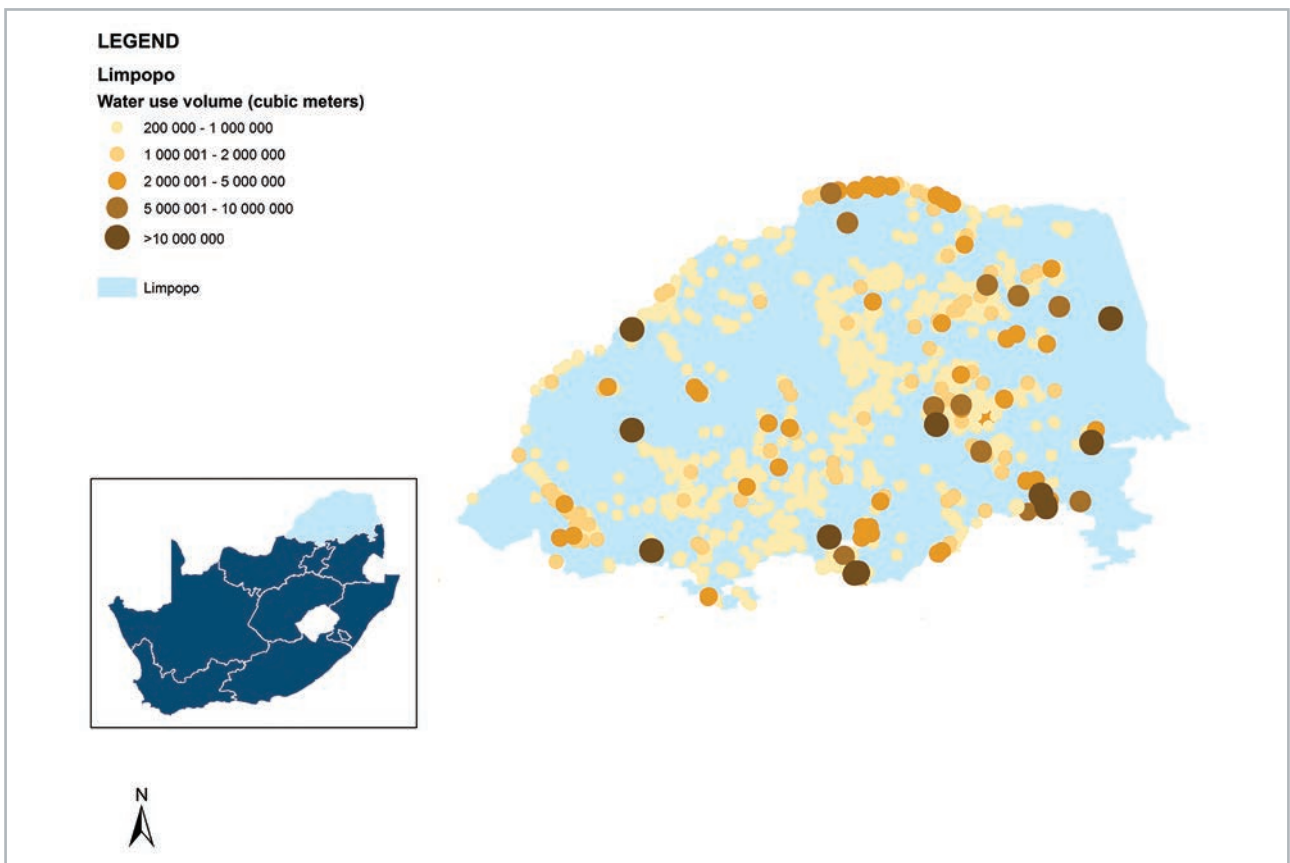 LEGEND
Limpopo
Water use volume (cubic meters)
200 000 - 1 000 000
1 000 001 - 2 000 000
2 000 001 - 5 000 000
5 000 001 - 10 000 000
>10 000 000
Limpopo
N